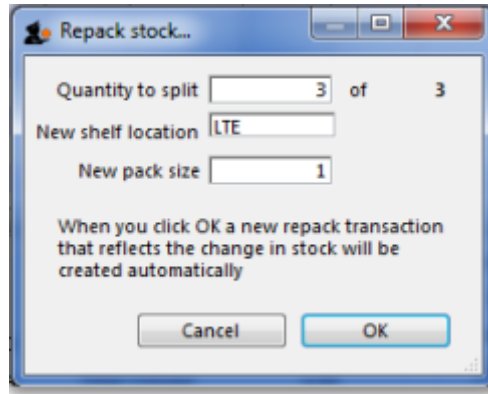 Repack stock...
Quantity to split 3 of 3
New shelf location LTE
New pack size 1
When you click OK a new repack transaction
that reflects the change in stock will be
created automatically
Cancel OK